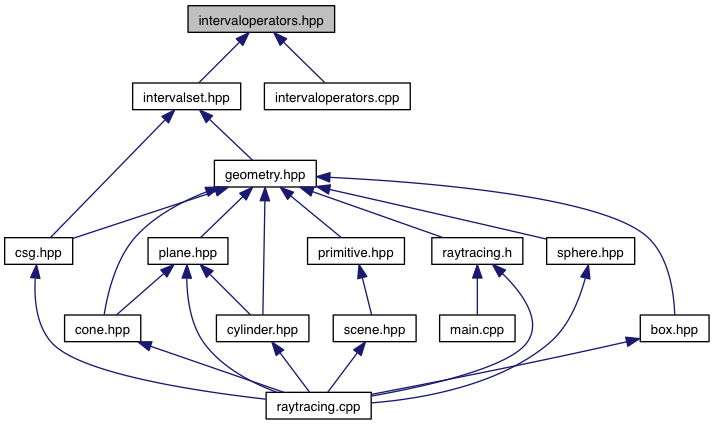 intervaloperators.hpp
intervalset.hpp
intervaloperators.cpp
geometry.hpp
csg.hpp
plane.hpp
primitive.hpp
raytracing.h
sphere.hpp
cone.hpp
cylinder.hpp
scene.hpp
main.cpp
box.hpp
raytracing.cpp